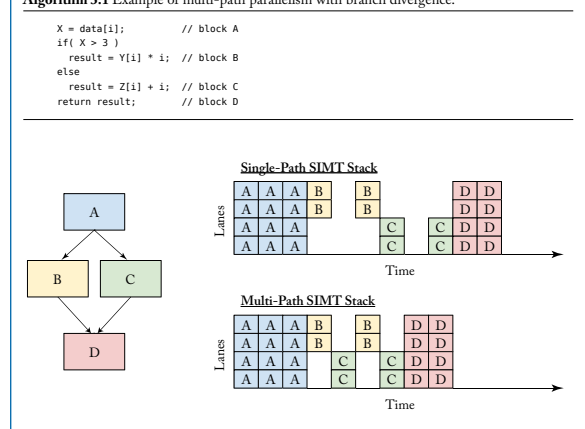 Algorithm 3.1 Example of multi-path parallelism with branch divergence.
X = data[i]; // block A
if( X > 3 )
result = Y[i] * i; // block B
else
result = Z[i] + i; // block C
return result; // block D
A
B C
D
Single-Path SIMT Stack
Lanes
A A A B B D D
A A A B B D D
A A A C C D D
A A A C C D D
Time
Multi-Path SIMT Stack
Lanes
A A A B B D D
A A A B B D D
A A A C C D D
A A A C C D D
Time